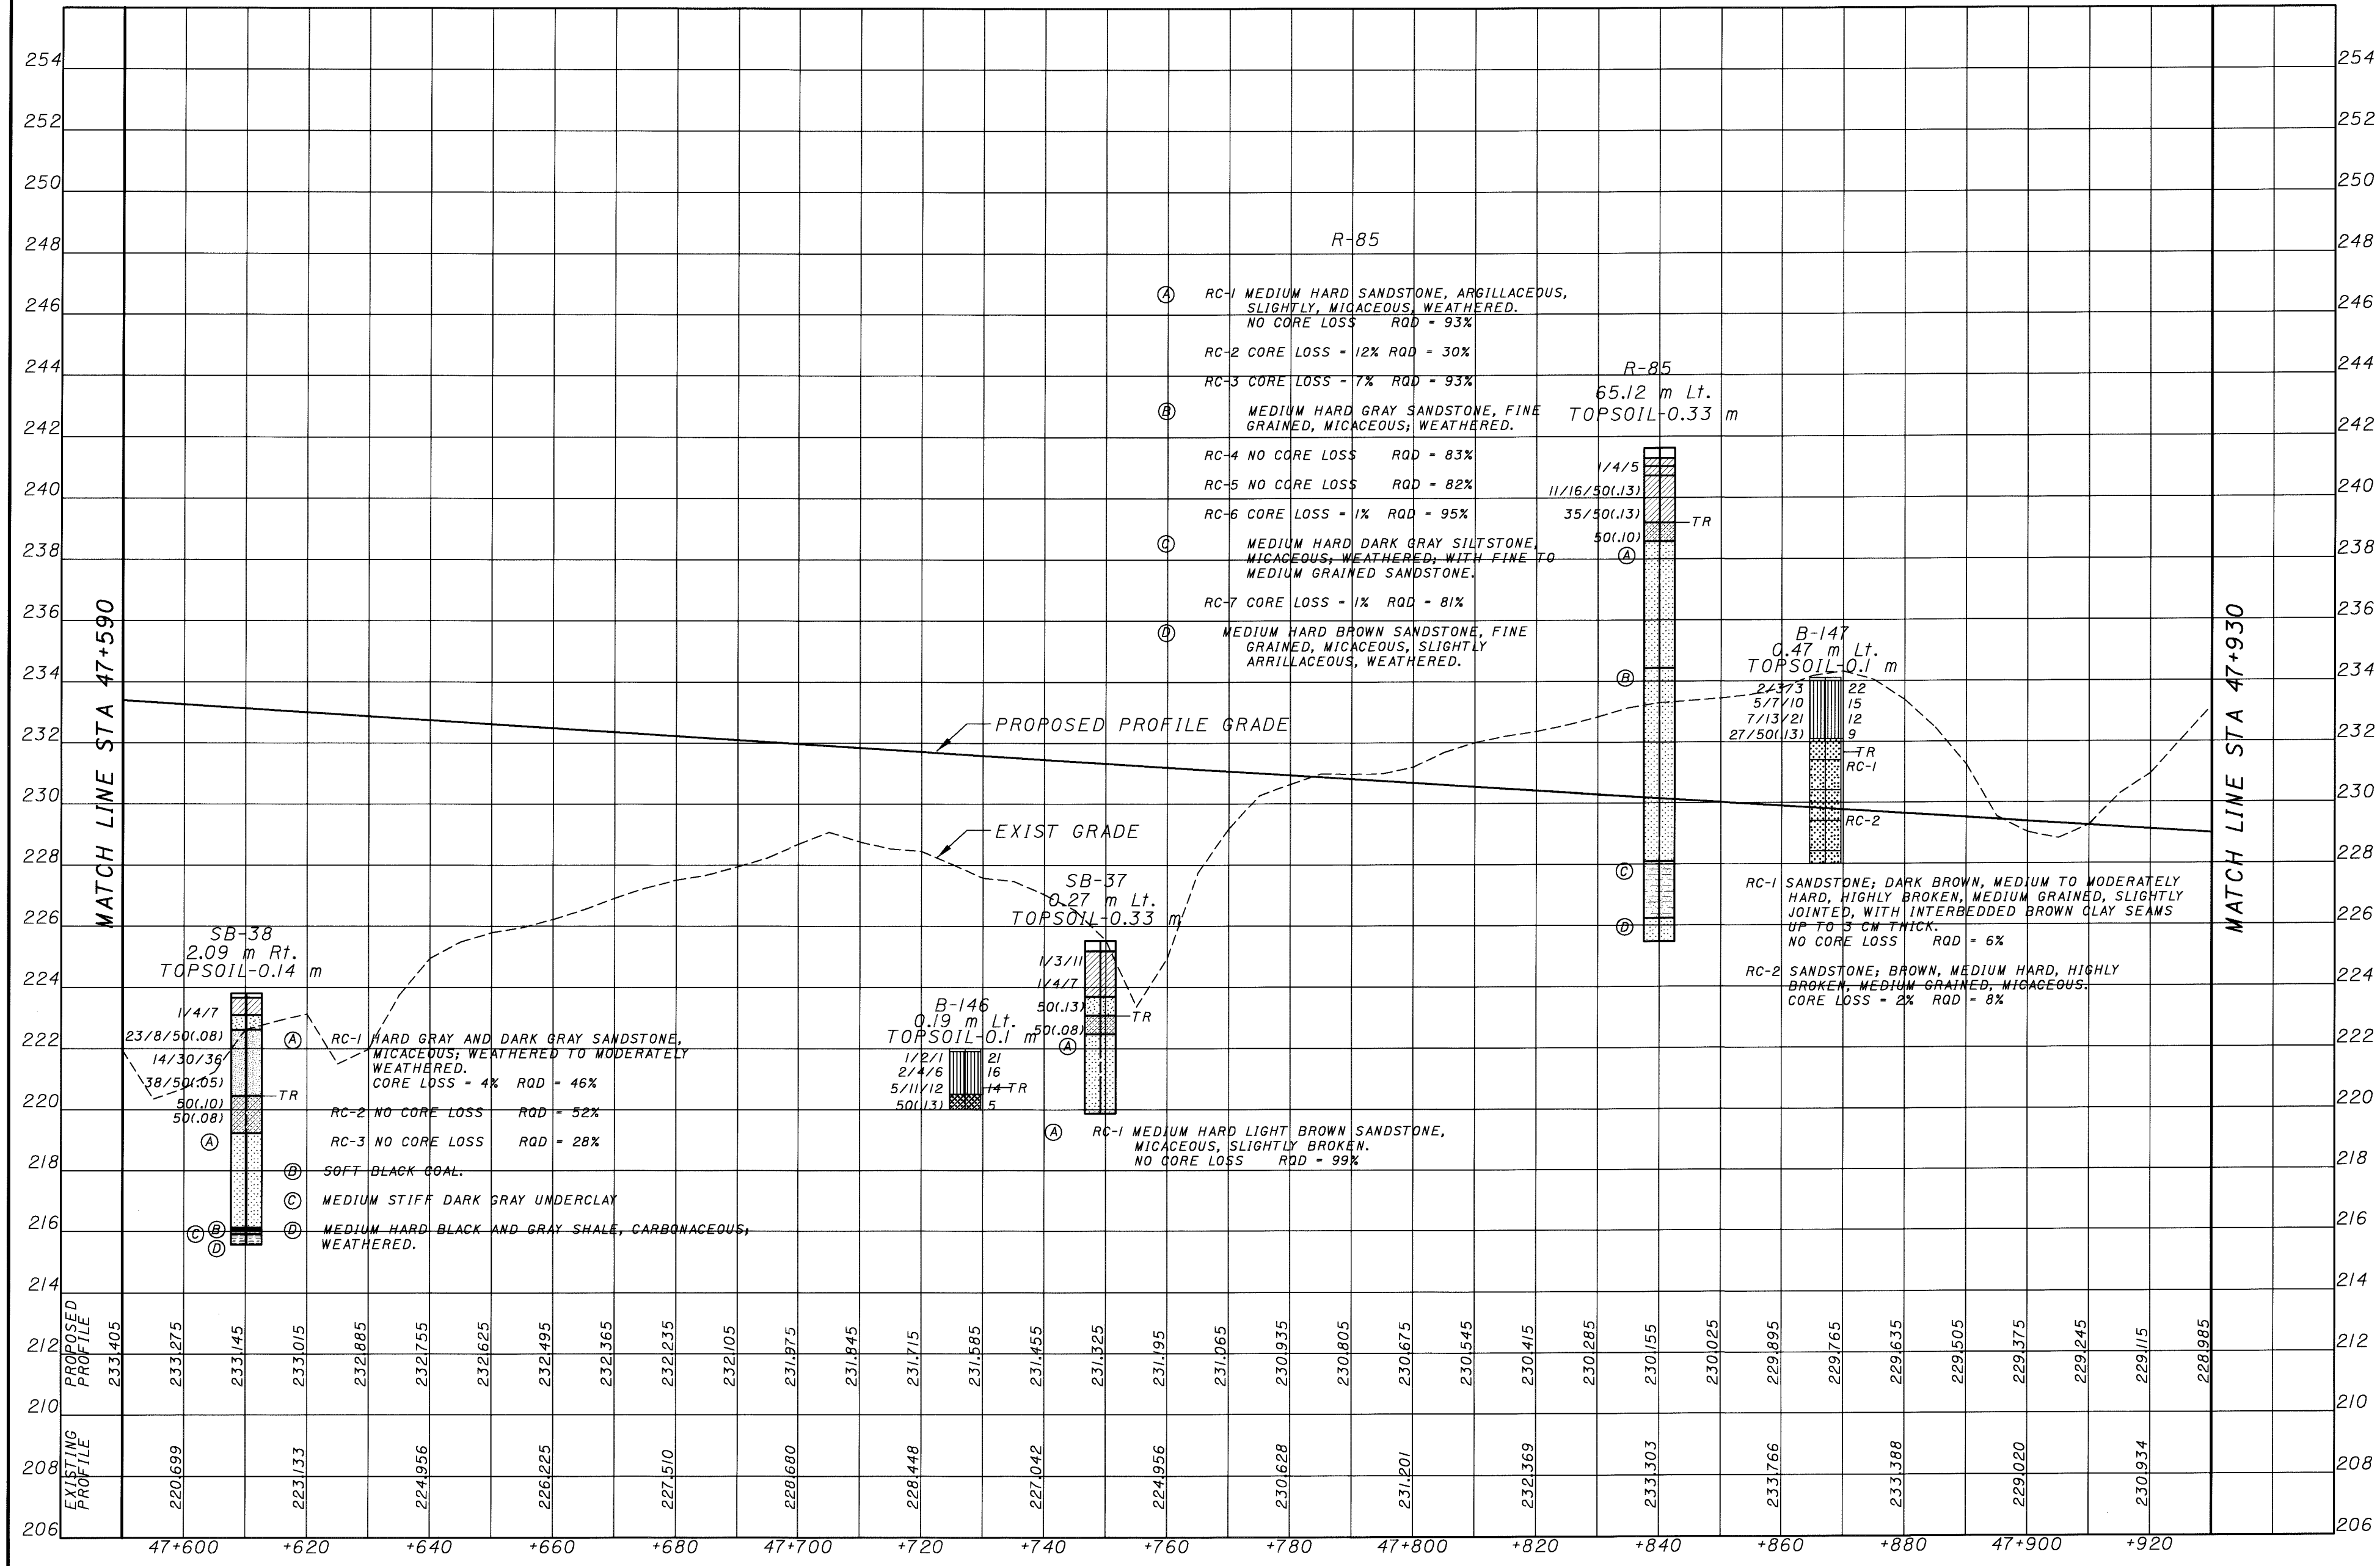 254
254
252
252
250
250
248
248
R-85
246
246
Ⓐ RC-1 MEDIUM HARD SANDSTONE, ARGILLACEOUS,
SLIGHTLY, MICACEOUS, WEATHERED.
NO CORE LOSS RQD = 93%
RC-2 CORE LOSS = 12% RQD = 30%
RC-3 CORE LOSS = 7% RQD = 93%
Ⓑ MEDIUM HARD GRAY SANDSTONE, FINE
GRAINED, MICACEOUS; WEATHERED.
RC-4 NO CORE LOSS RQD = 83%
RC-5 NO CORE LOSS RQD = 82%
RC-6 CORE LOSS = 1% RQD = 95%
Ⓒ MEDIUM HARD DARK GRAY SILTSTONE,
MICACEOUS; WEATHERED; WITH FINE TO
MEDIUM GRAINED SANDSTONE.
RC-7 CORE LOSS = 1% RQD = 81%
Ⓓ MEDIUM HARD BROWN SANDSTONE, FINE
GRAINED, MICACEOUS, SLIGHTLY
ARRILLACEOUS, WEATHERED.
244
244
R-85
65.12 m Lt.
TOPSOIL-0.33 m
1/4/5
11/16/50(.13)
35/50(.13)
TR
50(.10)
Ⓐ
Ⓑ
Ⓒ
Ⓓ
242
242
240
240
238
238
236
236
234
234
MATCH LINE STA 47+590
MATCH LINE STA 47+930
B-147
0.47 m Lt.
TOPSOIL-0.1 m
2/3/3 22
5/7/10 15
7/13/21 12
27/50(.13) 9
TR
RC-1
RC-2
RC-1 SANDSTONE; DARK BROWN, MEDIUM TO MODERATELY
HARD, HIGHLY BROKEN, MEDIUM GRAINED, SLIGHTLY
JOINTED, WITH INTERBEDDED BROWN CLAY SEAMS
UP TO 3 CM THICK.
NO CORE LOSS RQD = 6%
RC-2 SANDSTONE; BROWN, MEDIUM HARD, HIGHLY
BROKEN, MEDIUM GRAINED, MICACEOUS.
CORE LOSS = 2% RQD = 8%
PROPOSED PROFILE GRADE
232
232
230
230
EXIST GRADE
228
228
226
226
SB-37
0.27 m Lt.
TOPSOIL-0.33 m
1/3/11
1/4/7
50(.13)
TR
50(.08)
Ⓐ
Ⓐ RC-1 MEDIUM HARD LIGHT BROWN SANDSTONE,
MICACEOUS, SLIGHTLY BROKEN.
NO CORE LOSS RQD = 99%
SB-38
2.09 m Rt.
TOPSOIL-0.14 m
1/4/7
23/8/50(.08)
14/30/36
38/50(.05)
TR
50(.10)
50(.08)
Ⓐ
Ⓑ
Ⓒ
Ⓓ
Ⓐ RC-1 HARD GRAY AND DARK GRAY SANDSTONE,
MICACEOUS; WEATHERED TO MODERATELY
WEATHERED.
CORE LOSS = 4% RQD = 46%
RC-2 NO CORE LOSS RQD = 52%
RC-3 NO CORE LOSS RQD = 28%
Ⓑ SOFT BLACK COAL.
Ⓒ MEDIUM STIFF DARK GRAY UNDERCLAY
Ⓓ MEDIUM HARD BLACK AND GRAY SHALE, CARBONACEOUS;
WEATHERED.
B-146
0.19 m Lt.
TOPSOIL-0.1 m
1/2/1 21
2/4/6 16
5/11/12 14 TR
50(.13) 5
224
224
222
222
220
220
218
218
216
216
214
214
212
212
210
210
208
208
206
206
PROPOSED
PROFILE
233.405
233.275
233.145
233.015
232.885
232.755
232.625
232.495
232.365
232.235
232.105
231.975
231.845
231.715
231.585
231.455
231.325
231.195
231.065
230.935
230.805
230.675
230.545
230.415
230.285
230.155
230.025
229.895
229.765
229.635
229.505
229.375
229.245
229.115
228.985
EXISTING
PROFILE
220.699
223.133
224.956
226.225
227.510
228.680
228.448
227.042
224.956
230.628
231.201
232.369
233.303
233.766
233.388
229.020
230.934
47+600 +620 +640 +660 +680 47+700 +720 +740 +760 +780 47+800 +820 +840 +860 +880 47+900 +920